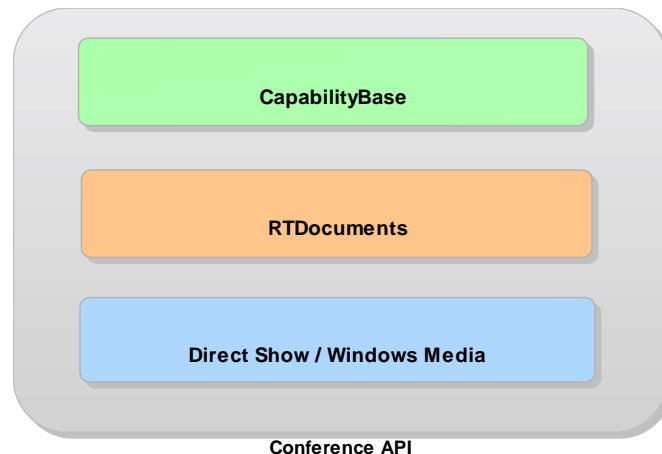 CapabilityBase
RTDocuments
Direct Show / Windows Media
Conference API